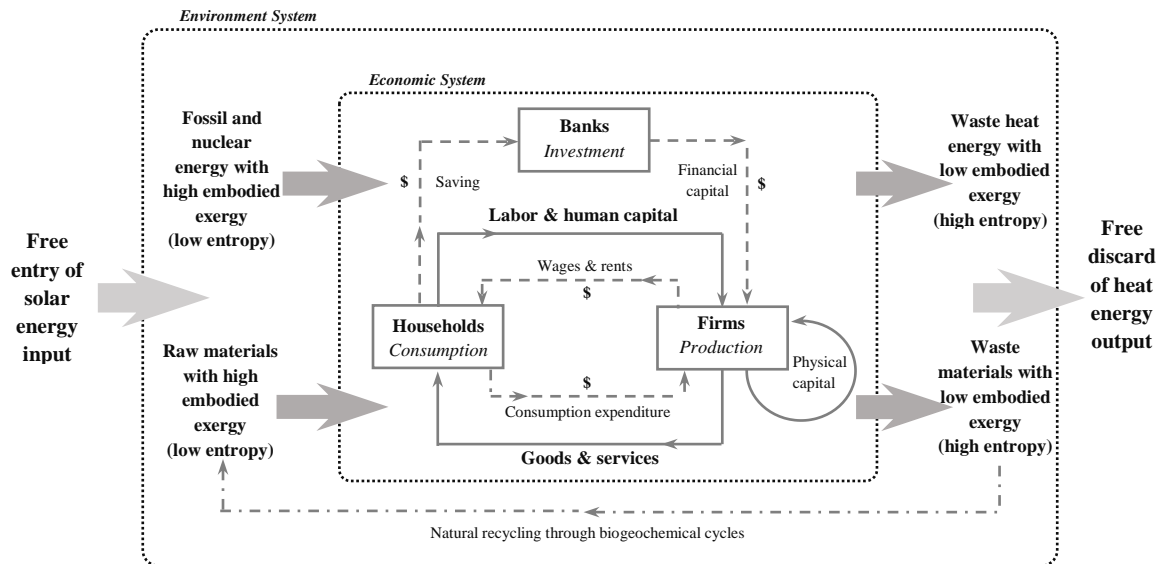 Environment System
Economic System
Fossil and
nuclear
energy with
high embodied
exergy
(low entropy)
Banks
Investment
Waste heat
energy with
low embodied
exergy
(high entropy)
$
Saving
Financial
capital
$
Labor & human capital
Free
entry of
solar
energy
input
Wages & rents
$
Free
discard
of heat
energy
output
Households
Consumption
Firms
Production
Physical
capital
Raw materials
with high
embodied
exergy
(low entropy)
$
Consumption expenditure
Waste
materials with
low embodied
exergy
(high entropy)
Goods & services
Natural recycling through biogeochemical cycles